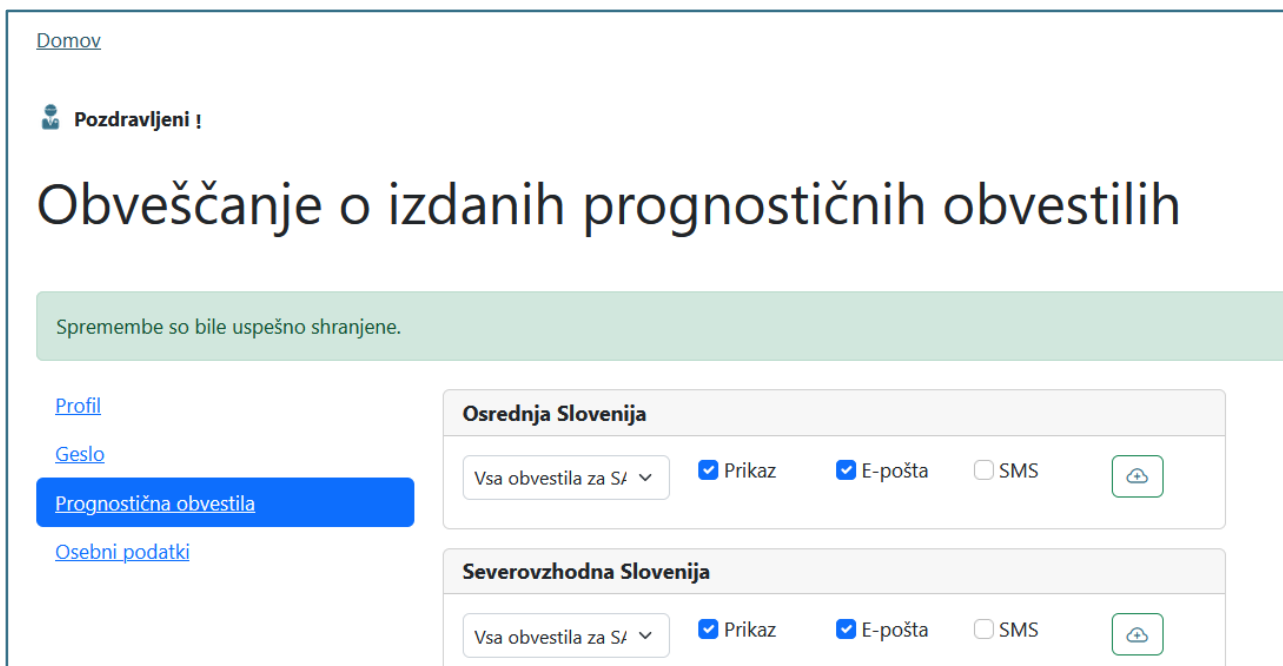 Domov
Pozdravljeni !
Obveščanje o izdanih prognostičnih obvestilih
Spremembe so bile uspešno shranjene.
Profil
Geslo
Prognostična obvestila
Osebni podatki
Osrednja Slovenija
Vsa obvestila za Prikaz E-pošta SMS
Severovzhodna Slovenija
Vsa obvestila za Prikaz E-pošta SMS